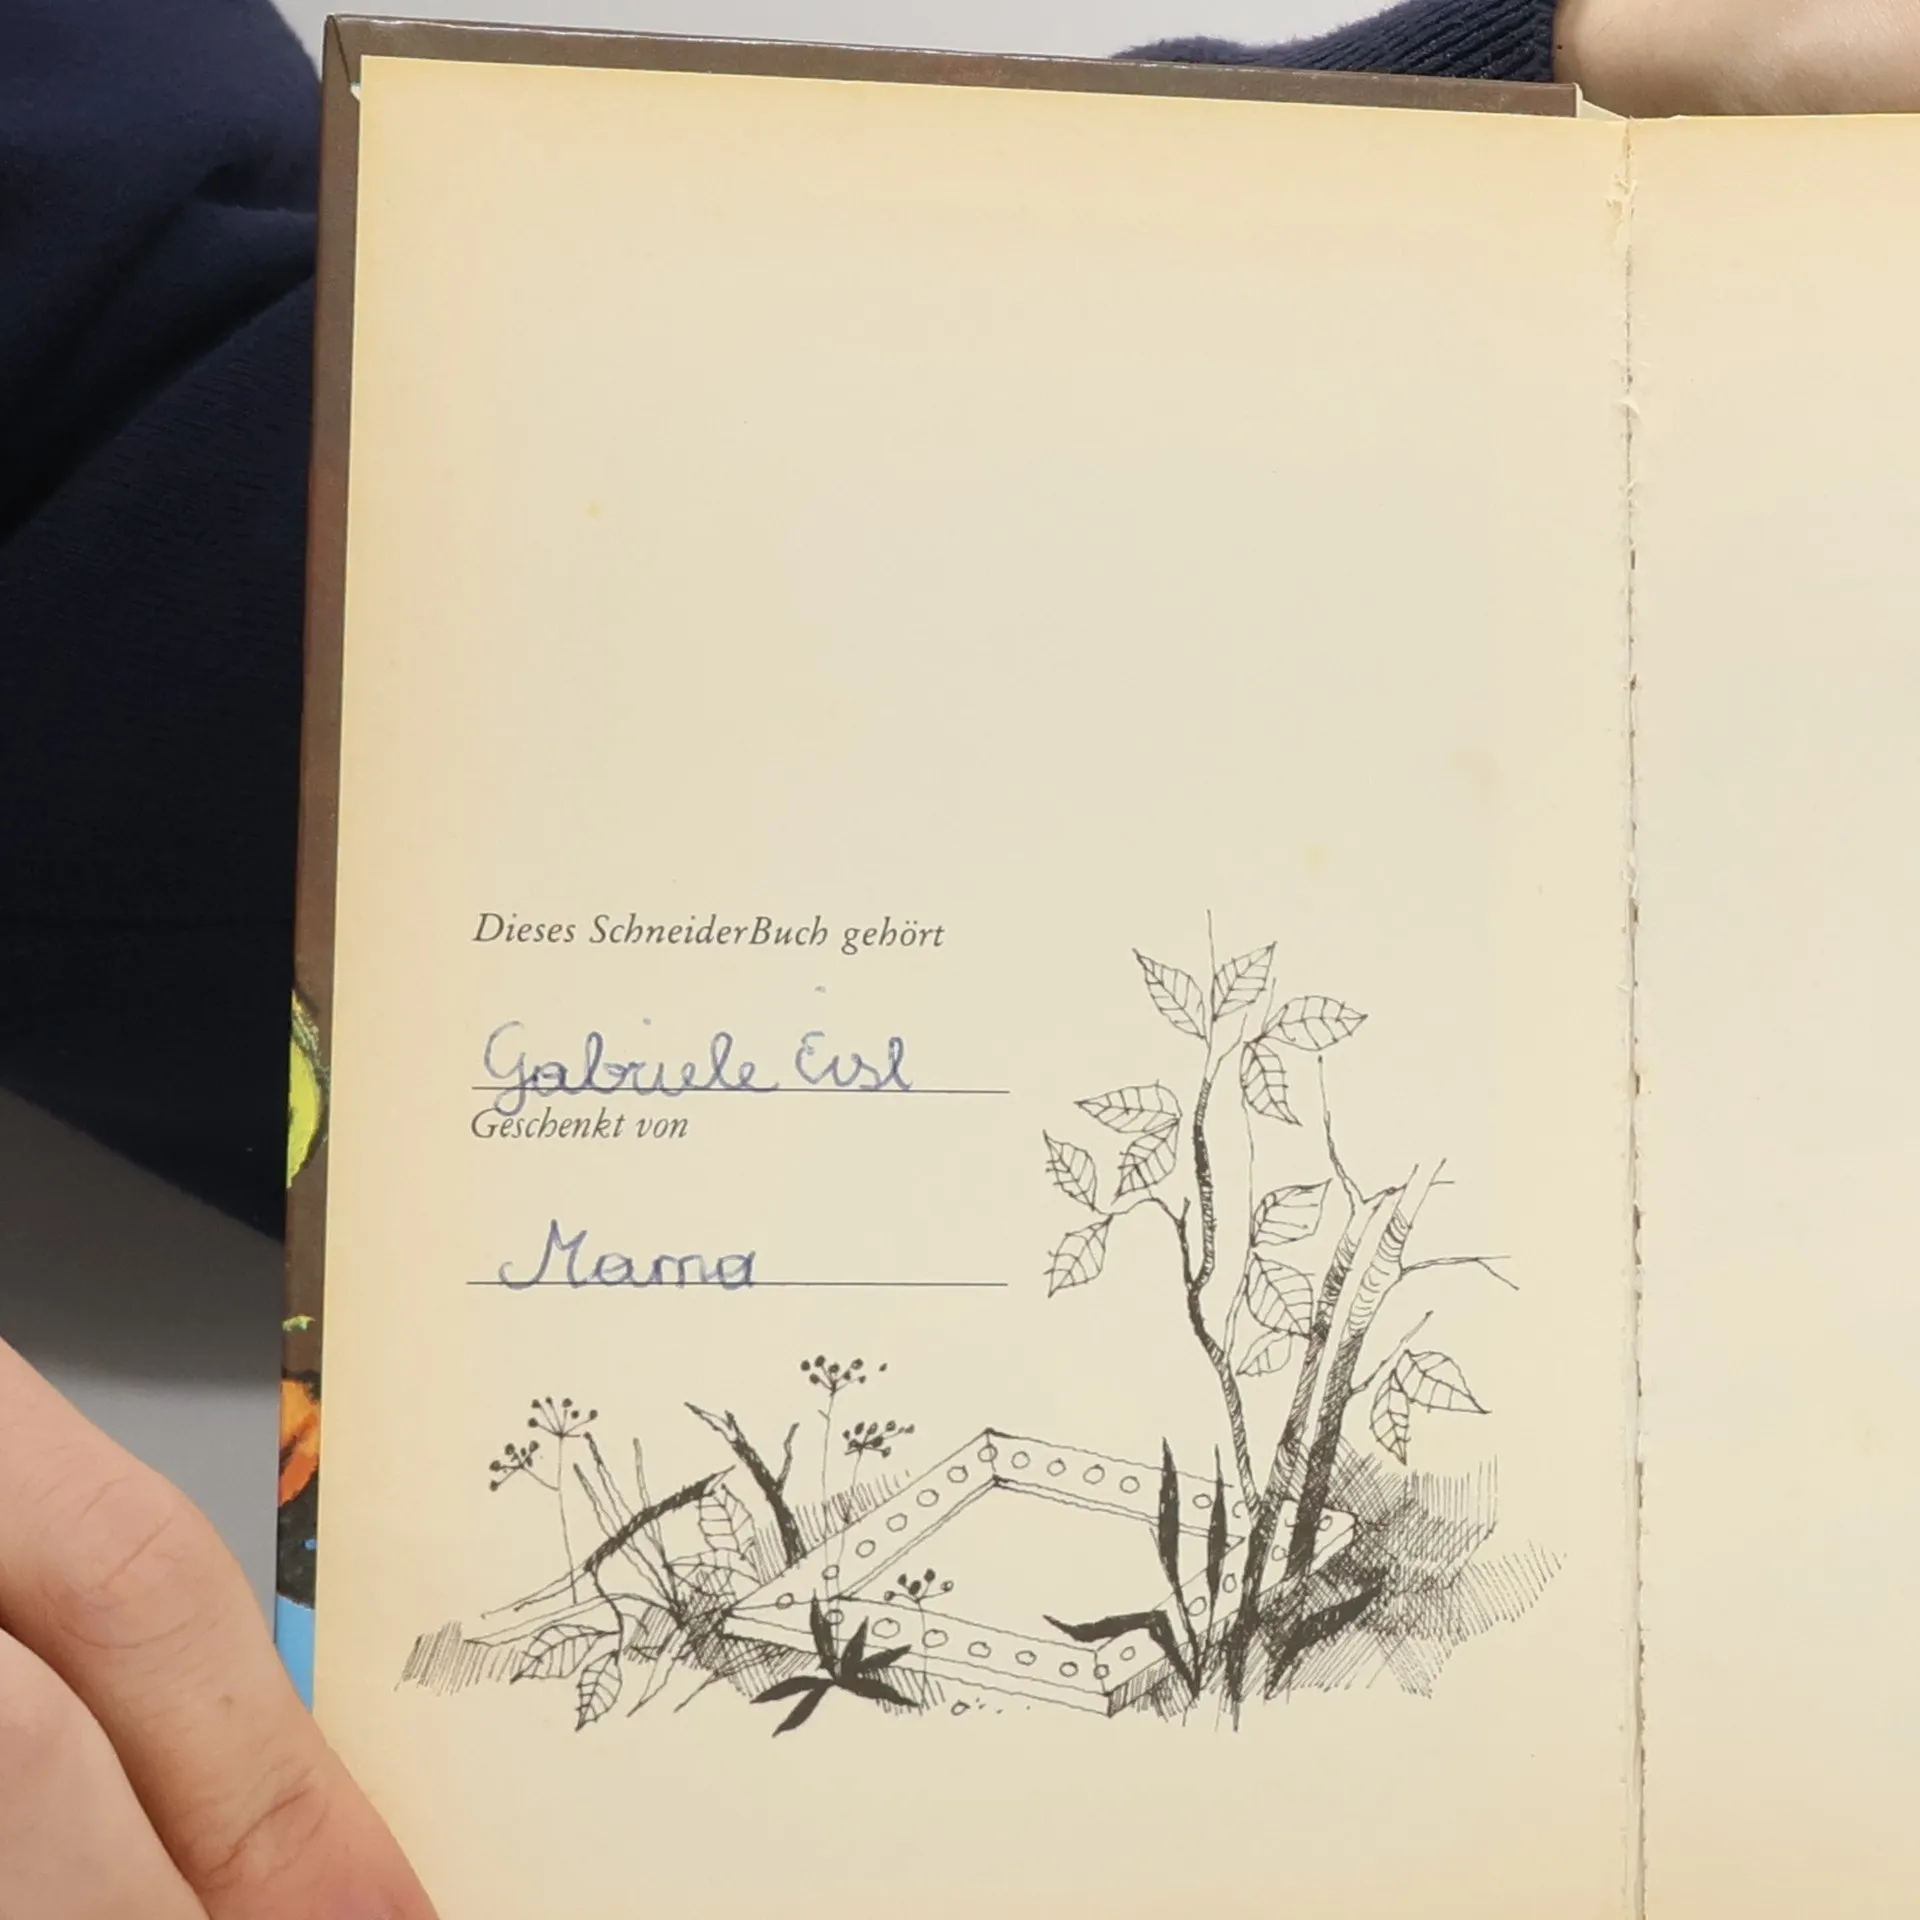 Dieses SchneiderBuch gehört
Gabriele
Geschenkt von
Mama